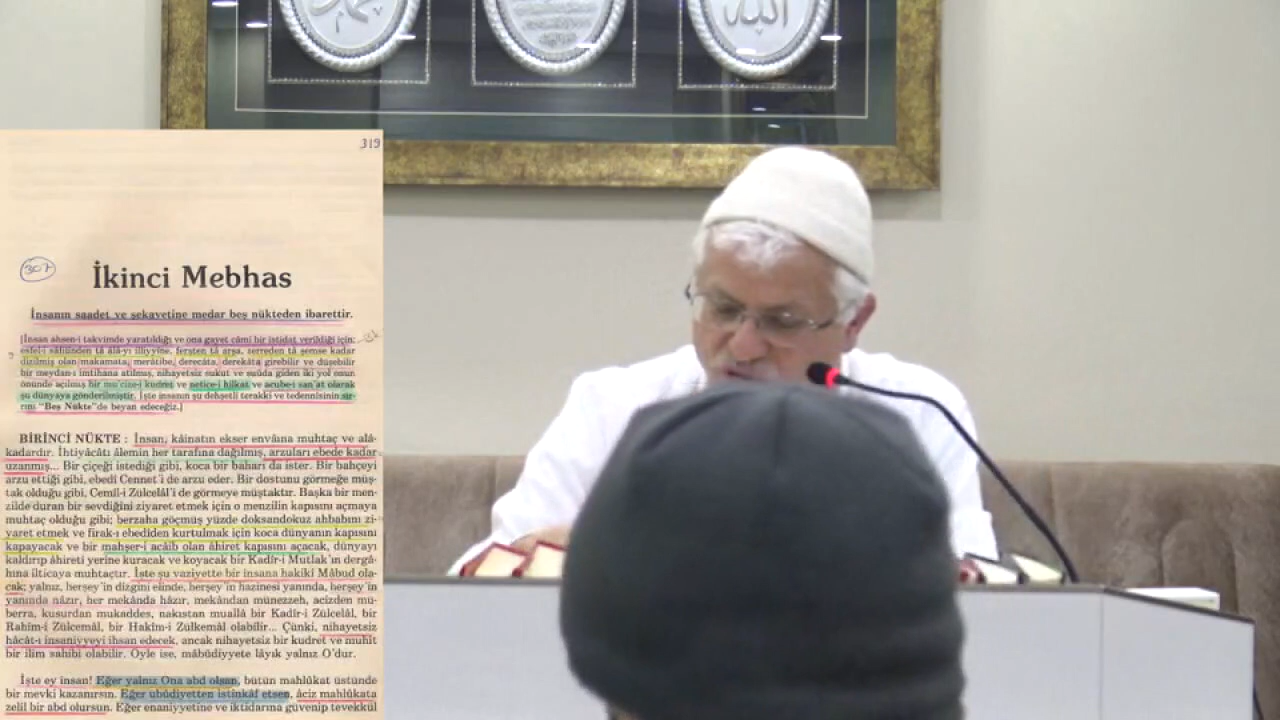 محمد
الله
319
307
İkinci Mebhas
İnsanın saadet ve şekavetine medar beş nükteden ibarettir.
[İnsan ahsen-i takvimde yaratıldığı ve ona gayet câmi bir istidat verildiği için;
esfel-i sâfilînden tâ âlâ-yı illiyyîne, ferşten tâ arşa, zerreden tâ şemse kadar
dizilmiş olan makamata, merâtibe, derecâta, derekâta girebilir ve düşebilir
bir meydan-ı imtihana atılmış, nihayetsiz sukut ve suûda giden iki yol onun
önünde açılmış bir mu'cize-i kudret ve netice-i hilkat ve acube-i san'at olarak
şu dünyaya gönderilmiştir. İşte insanın şu dehşetli terakki ve tedennîsinin sır-
rını "Beş Nükte"de beyan edeceğiz.]
BİRİNCİ NÜKTE : İnsan, kâinatın ekser envâına muhtaç ve alâ-
kadardır. İhtiyâcâtı âlemin her tarafına dağılmış, arzuları ebede kadar
uzanmış... Bir çiçeği istediği gibi, koca bir baharı da ister. Bir bahçeyi
arzu ettiği gibi, ebedî Cennet'i de arzu eder. Bir dostunu görmeğe müş-
tak olduğu gibi, Cemîl-i Zülcelâl'i de görmeye müştaktır. Başka bir men-
zilde duran bir sevdiğini ziyaret etmek için o menzilin kapısını açmaya
muhtaç olduğu gibi; berzaha göçmüş yüzde doksandokuz ahbabını zi-
yaret etmek ve firak-ı ebediden kurtulmak için koca dünyanın kapısını
kapayacak ve bir mahşer-i acâib olan âhiret kapısını açacak, dünyayı
kaldırıp âhireti yerine kuracak ve koyacak bir Kadîr-i Mutlak'ın dergâ-
hına ilticaya muhtaçtır. İşte şu vaziyette bir insana hakikî Mâbud ola-
cak; yalnız, herşey'in dizgini elinde, herşey'in hazinesi yanında, herşey'in
yanında nâzır, her mekânda hâzır, mekândan münezzeh, acizden mü-
berra, kusurdan mukaddes, nakıstan muallâ bir Kadîr-i Zülcelâl, bir
Rahîm-i Zülcemâl, bir Hakîm-i Zülkemâl olabilir... Çünki, nihayetsiz
hâcât-ı insaniyyeyi ihsan edecek, ancak nihayetsiz bir kudret ve muhit
bir ilim sahibi olabilir. Öyle ise, mâbûdiyyete lâyık yalnız O'dur.
İşte ey insan! Eğer yalnız Ona abd olsan, bütün mahlûkat üstünde
bir mevki kazanırsın. Eğer ubûdiyetten istinkâf etsen, âciz mahlûkata
zelîl bir abd olursun. Eğer enaniyyetine ve iktidarına güvenip tevekkül